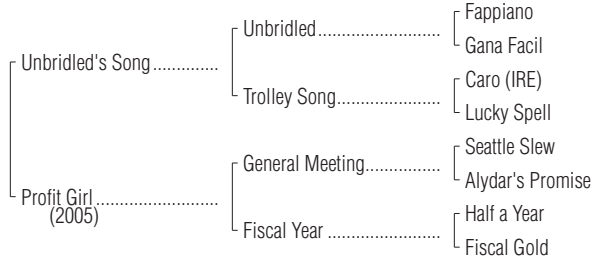 Fappiano
Unbridled..........................
Gana Facil
Unbridled's Song..............
Caro (IRE)
Trolley Song......................
Lucky Spell
Seattle Slew
General Meeting................
Alydar's Promise
Profit Girl..........................
(2005)
Half a Year
Fiscal Year ........................
Fiscal Gold